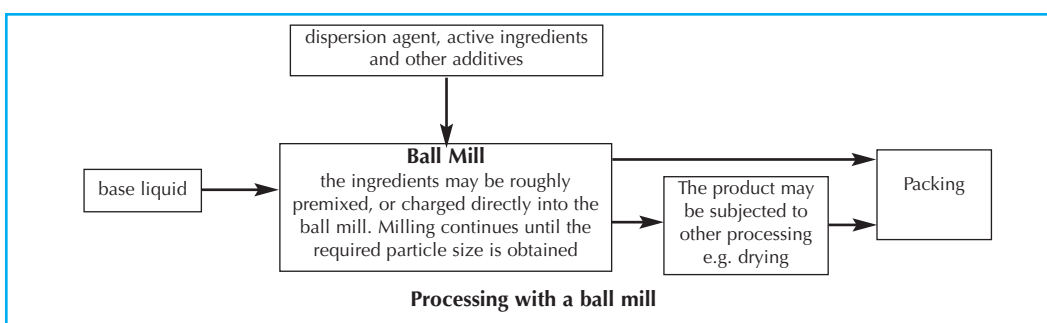 dispersion agent, active ingredients
and other additives
base liquid
Ball Mill
the ingredients may be roughly
premixed, or charged directly into the
ball mill. Milling continues until the
required particle size is obtained
The product may
be subjected to
other processing
e.g. drying
Packing
Processing with a ball mill